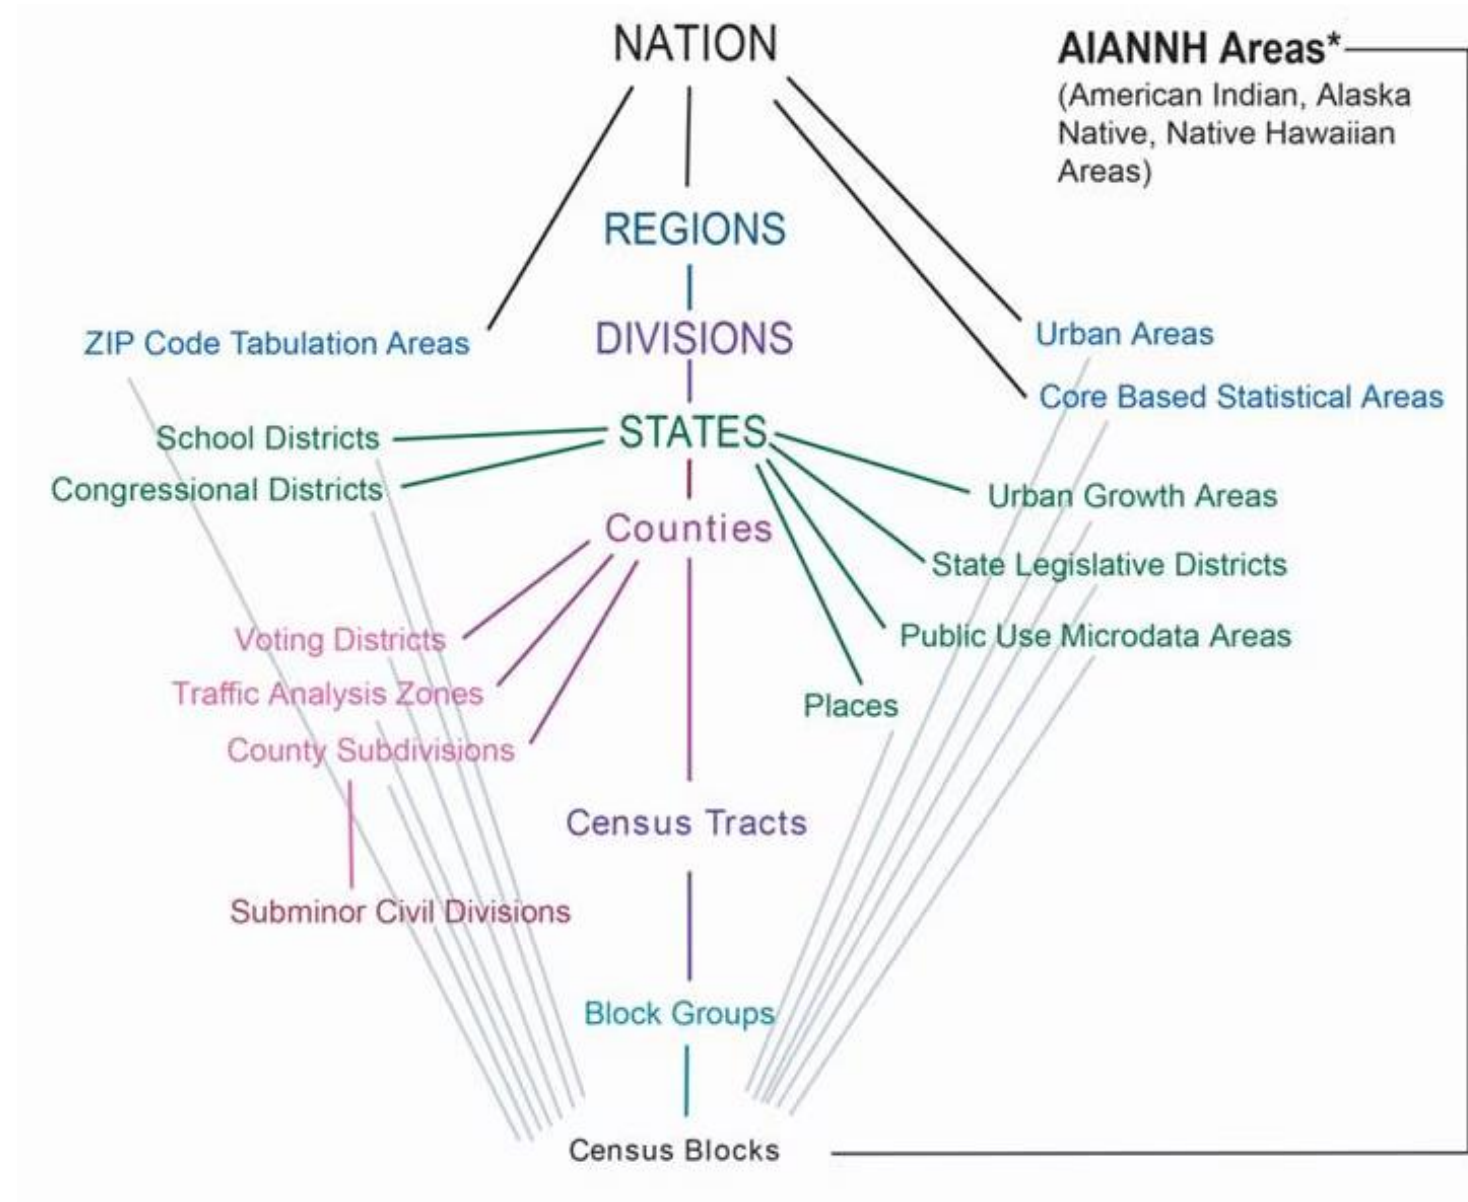 NATION
AIANNH Areas*
(American Indian, Alaska
Native, Native Hawaiian
Areas)
REGIONS
ZIP Code Tabulation Areas
DIVISIONS
Urban Areas
Core Based Statistical Areas
School Districts
STATES
Congressional Districts
Urban Growth Areas
Counties
State Legislative Districts
Voting Districts
Public Use Microdata Areas
Traffic Analysis Zones
Places
County Subdivisions
Census Tracts
Subminor Civil Divisions
Block Groups
Census Blocks